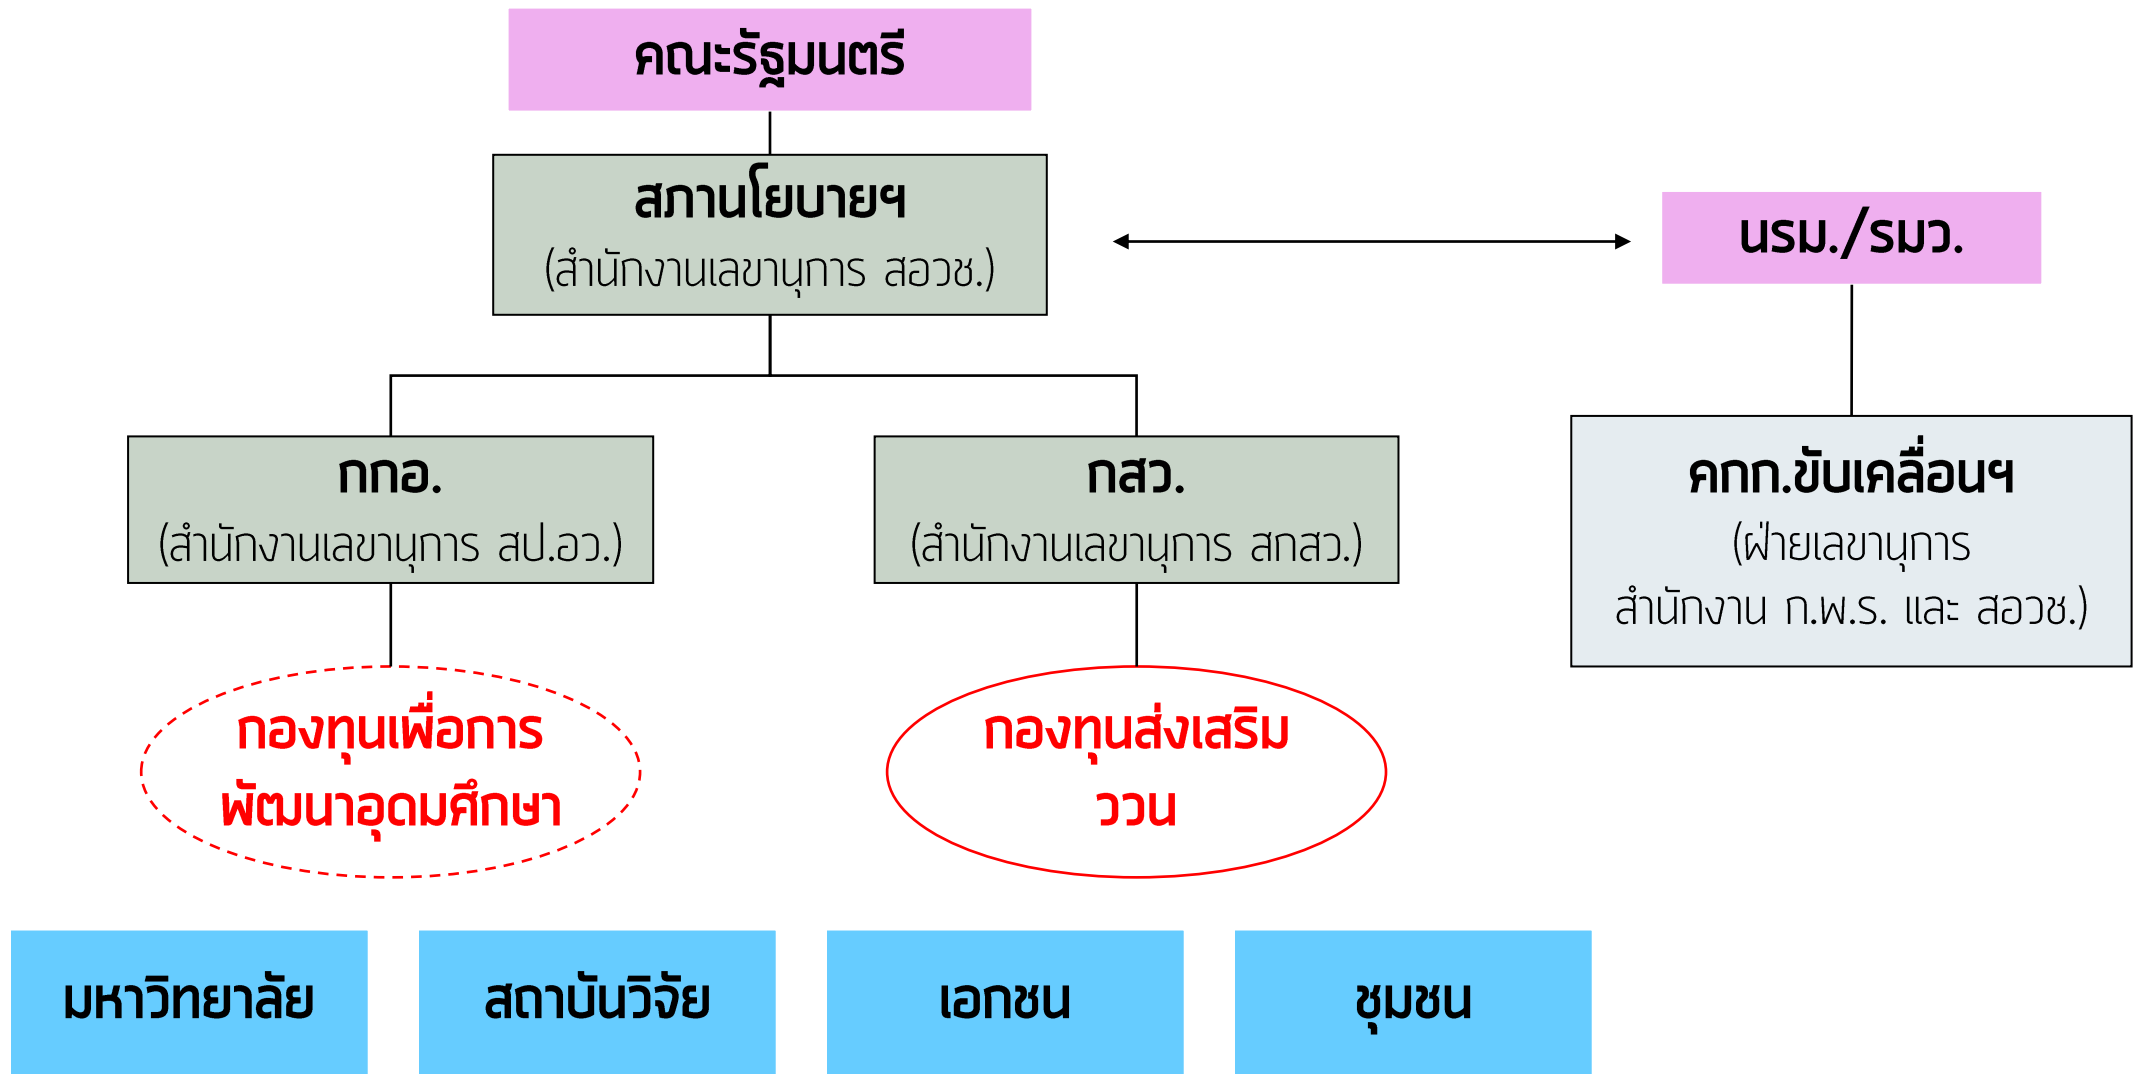 คณะรัฐมนตรี
สภานโยบายฯ
(สำนักงานเลขานุการ สอวช.)
นรม./รมว.
กกอ.
(สำนักงานเลขานุการ สป.อว.)
กสว.
(สำนักงานเลขานุการ สกสว.)
คกก.ขับเคลื่อนฯ
(ฝ่ายเลขานุการ
สำนักงาน ก.พ.ร. และ สอวช.)
กองทุนเพื่อการ
พัฒนาอุดมศึกษา
กองทุนส่งเสริม
ววน
มหาวิทยาลัย
สถาบันวิจัย
เอกชน
ชุมชน